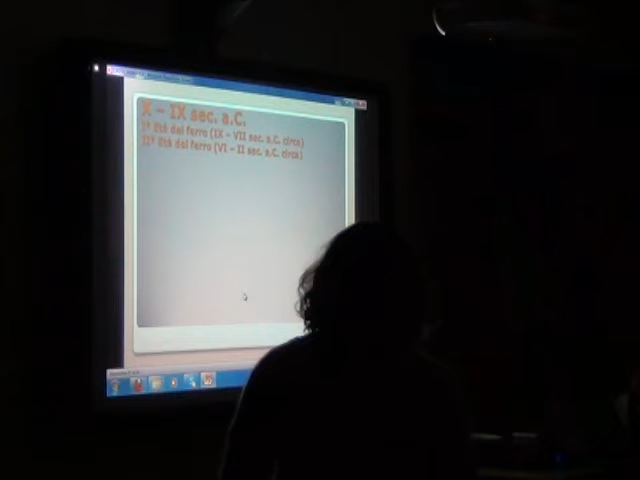 X – IX sec. a.C.
I° Età del ferro (IX – VII sec. a.C. circa)
II° Età del ferro (VI – II sec. a.C. circa)